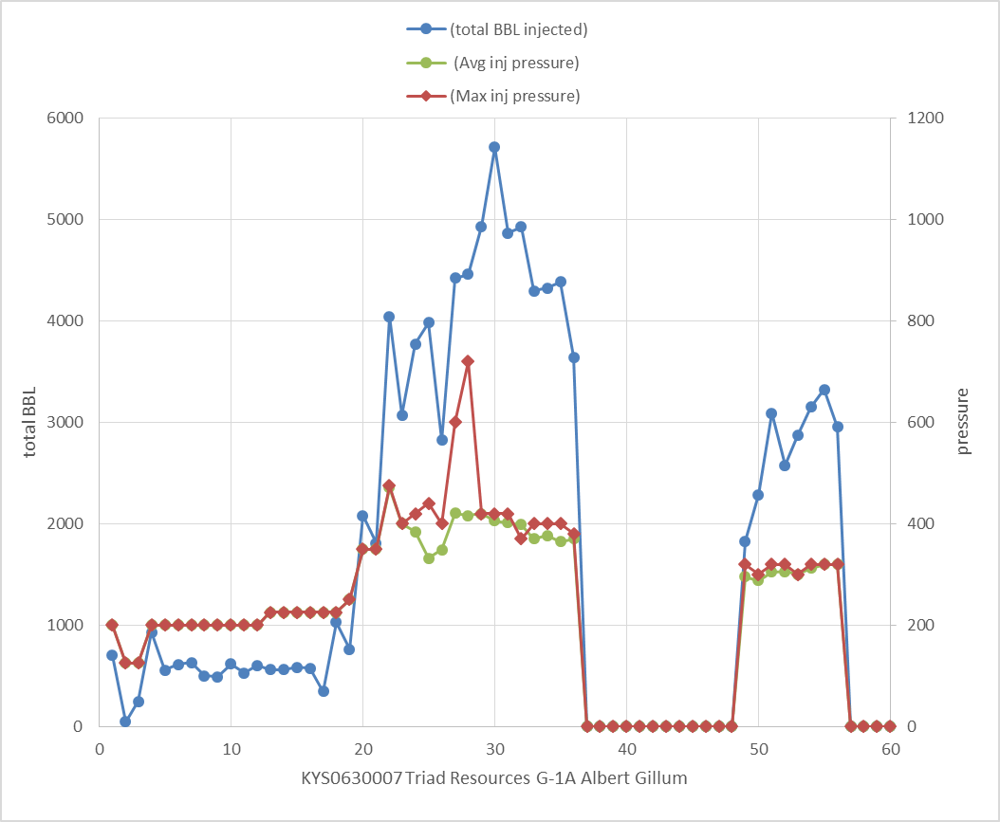 (total BBL injected)
(Avg inj pressure)
(Max inj pressure)
6000
5000
4000
3000
2000
1000
0
total BBL
1200
1000
800
600
400
200
0
pressure
0 10 20 30 40 50 60
KYS0630007 Triad Resources G-1A Albert Gillum